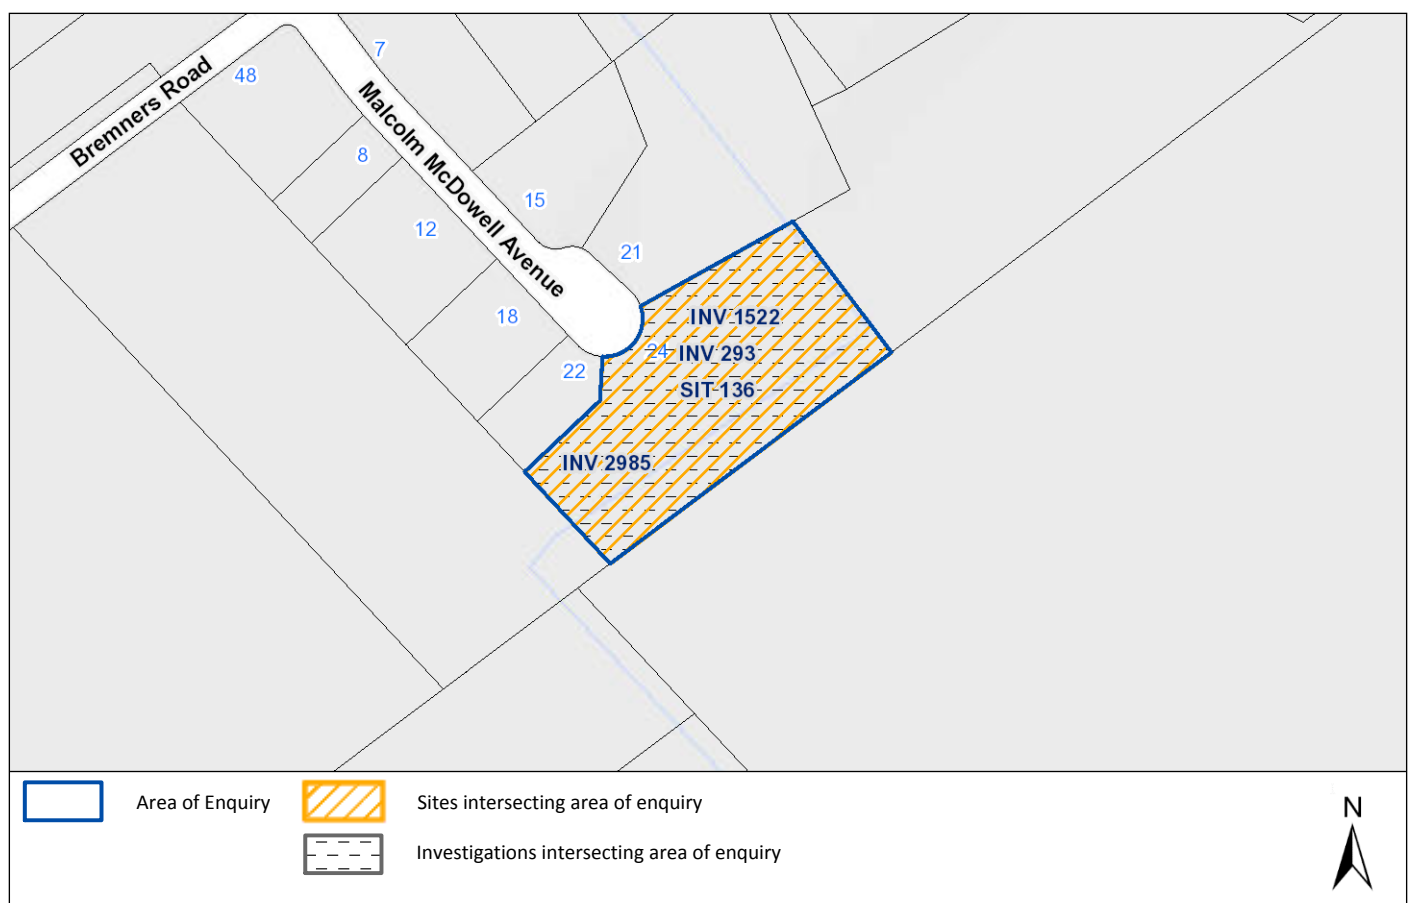 7
48
Bremners Road
Malcolm McDowell Avenue
8
15
12
21
18
INV 1522
24
INV 293
22
SIT 136
INV 2985
Area of Enquiry
Sites intersecting area of enquiry
Investigations intersecting area of enquiry
N